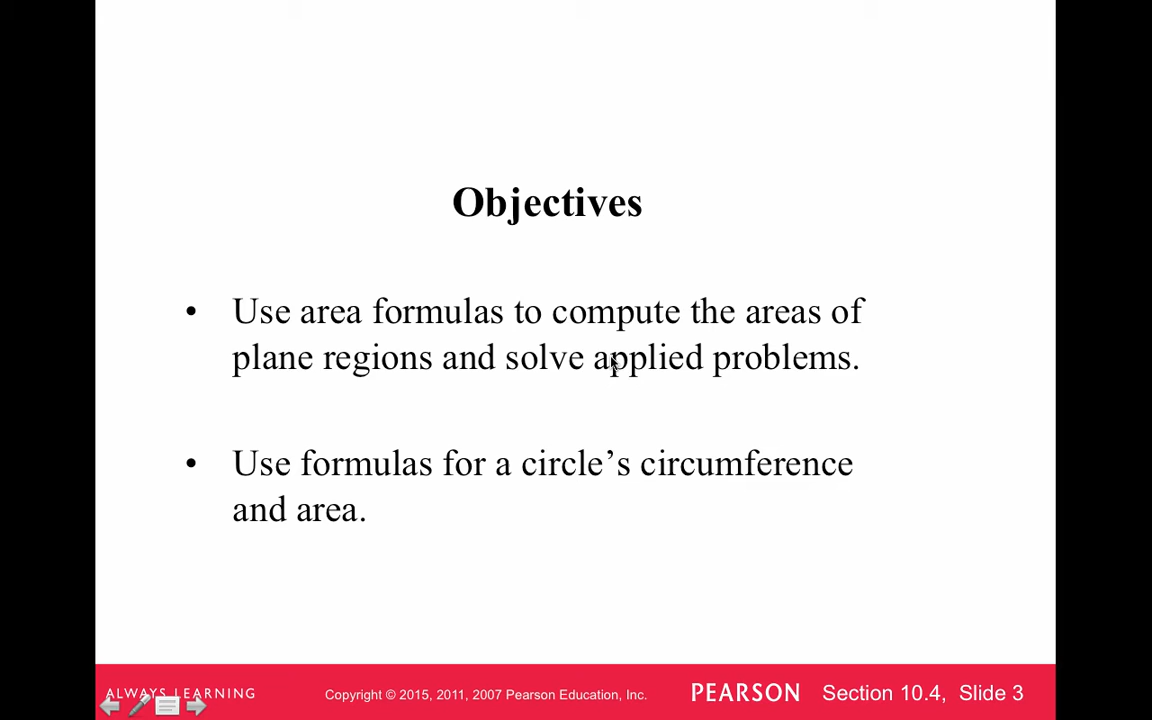 Objectives
• Use area formulas to compute the areas of
plane regions and solve applied problems.
• Use formulas for a circle’s circumference
and area.
ALWAYS LEARNING
Copyright © 2015, 2011, 2007 Pearson Education, Inc.
PEARSON
Section 10.4, Slide 3